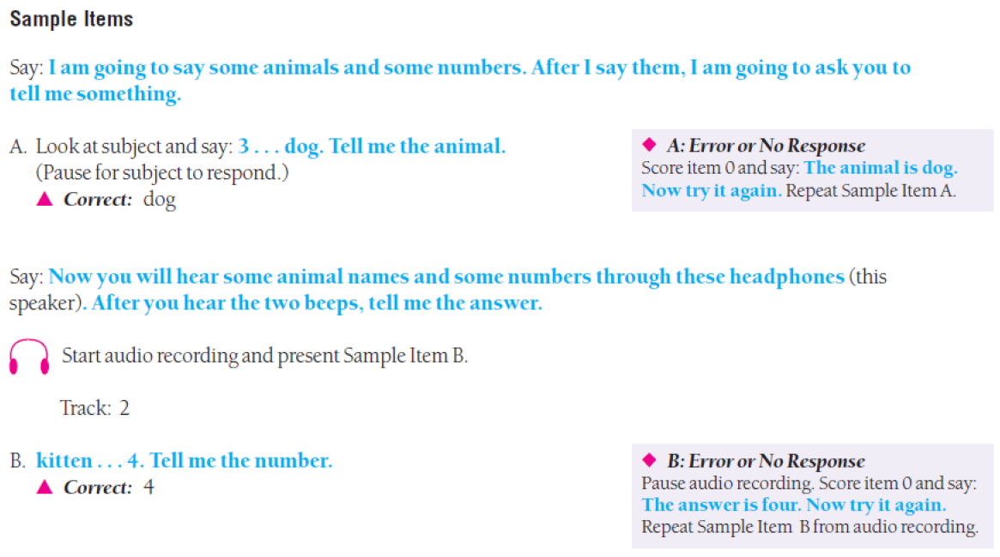 Sample Items
Say: I am going to say some animals and some numbers. After I say them, I am going to ask you to
tell me something.
A. Look at subject and say: 3 . . . dog. Tell me the animal.
(Pause for subject to respond.)
▲ Correct: dog
◆ A: Error or No Response
Score item 0 and say: The animal is dog.
Now try it again. Repeat Sample Item A.
Say: Now you will hear some animal names and some numbers through these headphones (this
speaker). After you hear the two beeps, tell me the answer.
Start audio recording and present Sample Item B.
Track: 2
B. kitten . . . 4. Tell me the number.
▲ Correct: 4
◆ B: Error or No Response
Pause audio recording. Score item 0 and say:
The answer is four. Now try it again.
Repeat Sample Item B from audio recording.